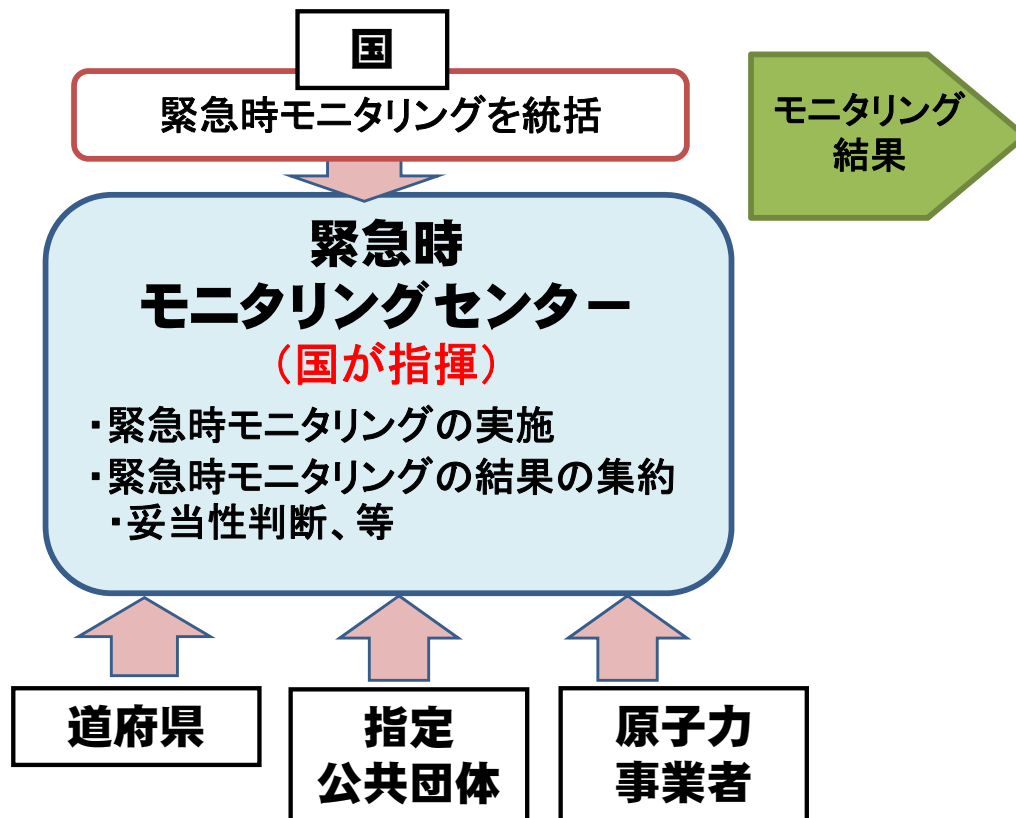 国
緊急時モニタリングを統括
モニタリング
結果
緊急時
モニタリングセンター
(国が指揮)
・緊急時モニタリングの実施
・緊急時モニタリングの結果の集約
・妥当性判断、等
道府県
指定
公共団体
原子力
事業者